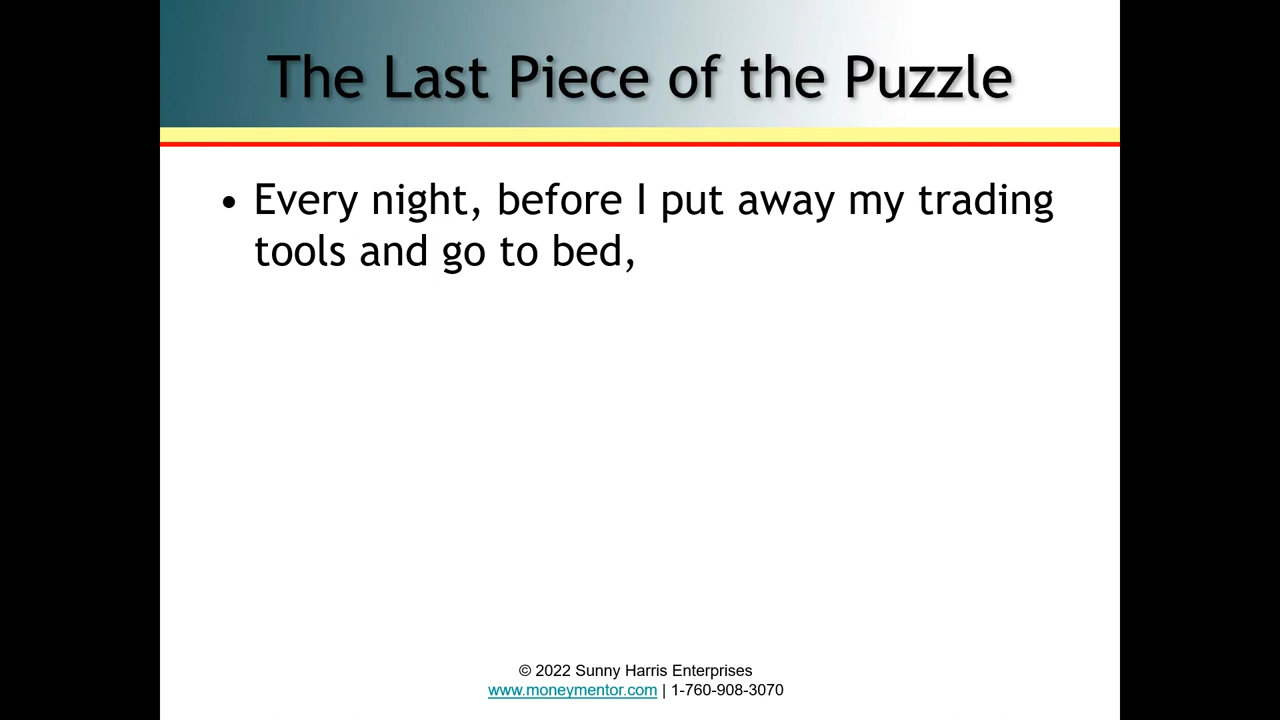 The Last Piece of the Puzzle
• Every night, before I put away my trading
tools and go to bed,
© 2022 Sunny Harris Enterprises
www.moneymentor.com | 1-760-908-3070